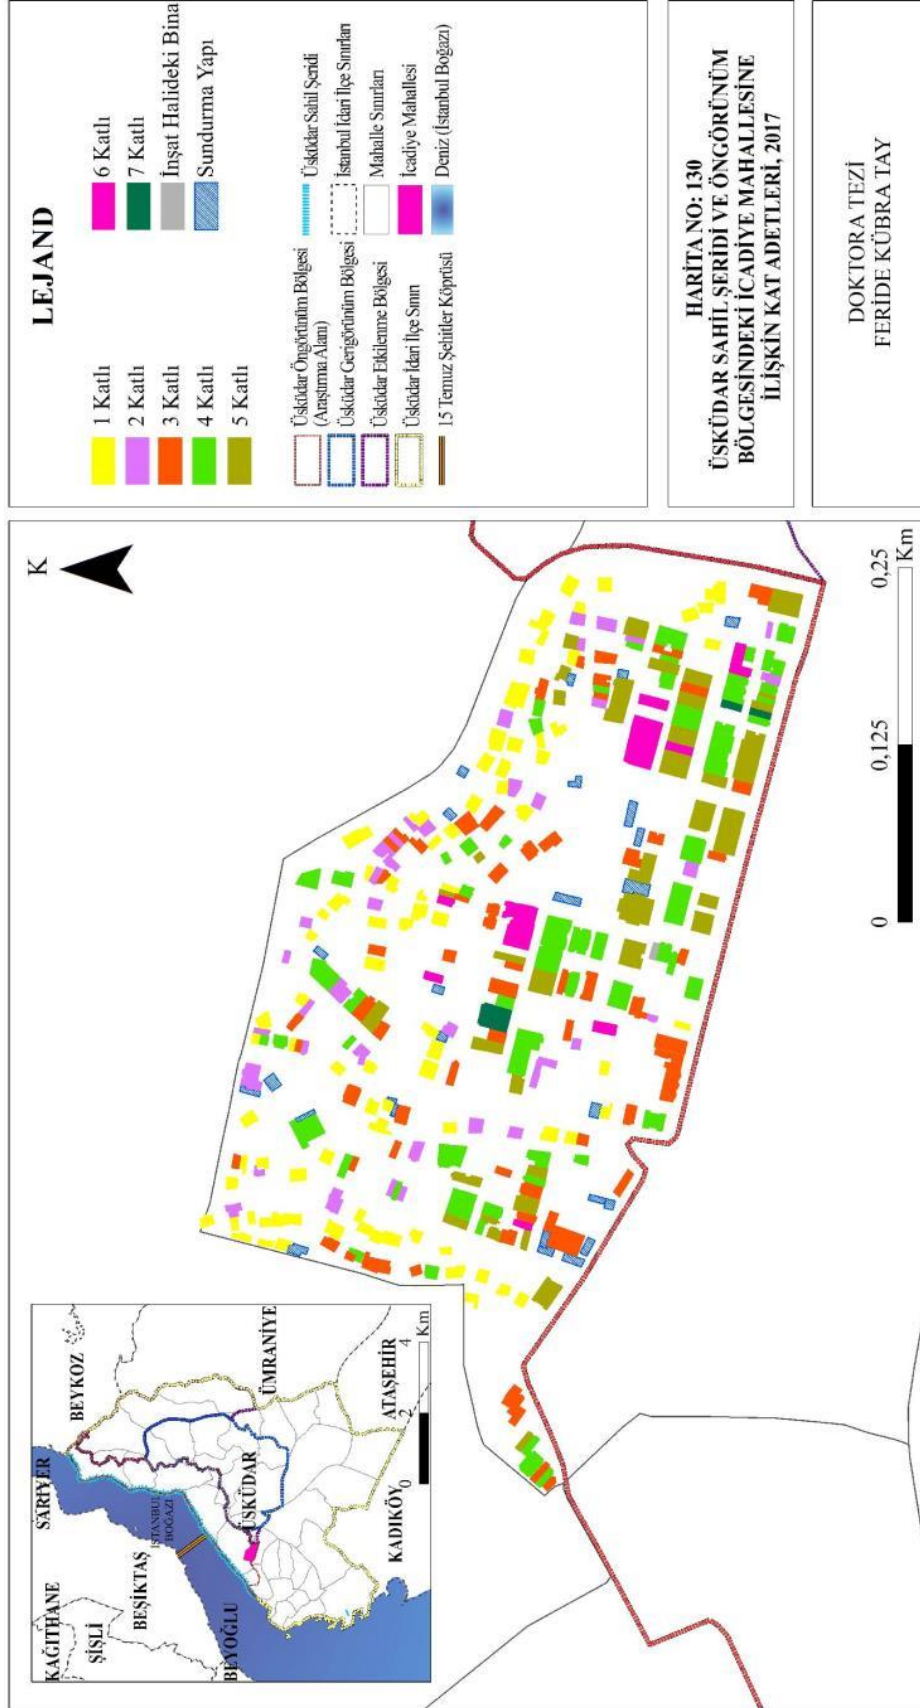 LEJAND
1 Katlı
2 Katlı
3 Katlı
4 Katlı
5 Katlı
6 Katlı
7 Katlı
İnşat Halideki Bina
Sundurma Yapı
Üsküdar Öngörünüm Bölgesi
(Araştırma Alanı)
Üsküdar Gerigörünüm Bölgesi
Üsküdar Etkilenme Bölgesi
Üsküdar İdari İlçe Sınırı
15 Temuz Şehitler Köprüsü
Üsküdar Sahil Şeridi
İstanbul İdari İlçe Sınırları
Mahalle Sınırları
İcadiye Mahallesi
Deniz (İstanbul Boğazı)
HARİTA NO: 130
ÜSKÜDAR SAHİL ŞERİDİ VE ÖNGÖRÜNÜM
BÖLGESİNDEKİ İCADİYE MAHALLESİNE
İLİŞKİN KAT ADETLERİ, 2017
DOKTORA TEZİ
FERİDE KÜBRA TAY
K
0 0,125 0,25
Km
KAĞITHANE
SARIYER
BEYKOZ
ŞİŞLİ
BEŞİKTAŞ
İSTANBUL
BOĞAZI
BEYOĞLU
ÜSKÜDAR
ÜMRANİYE
KADIKÖY
ATAŞEHİR
0 2 4
Km